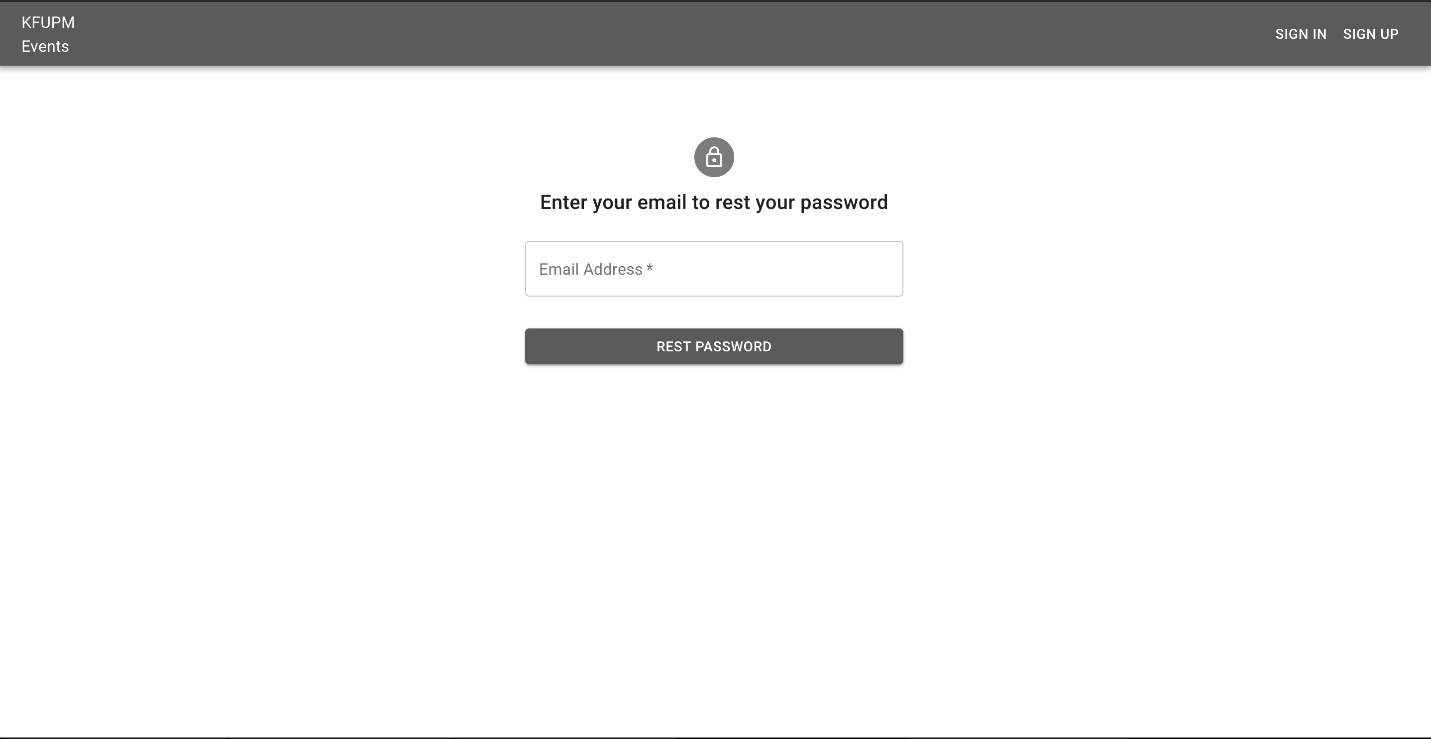 KFUPM
Events
SIGN IN SIGN UP
Enter your email to rest your password
Email Address *
REST PASSWORD